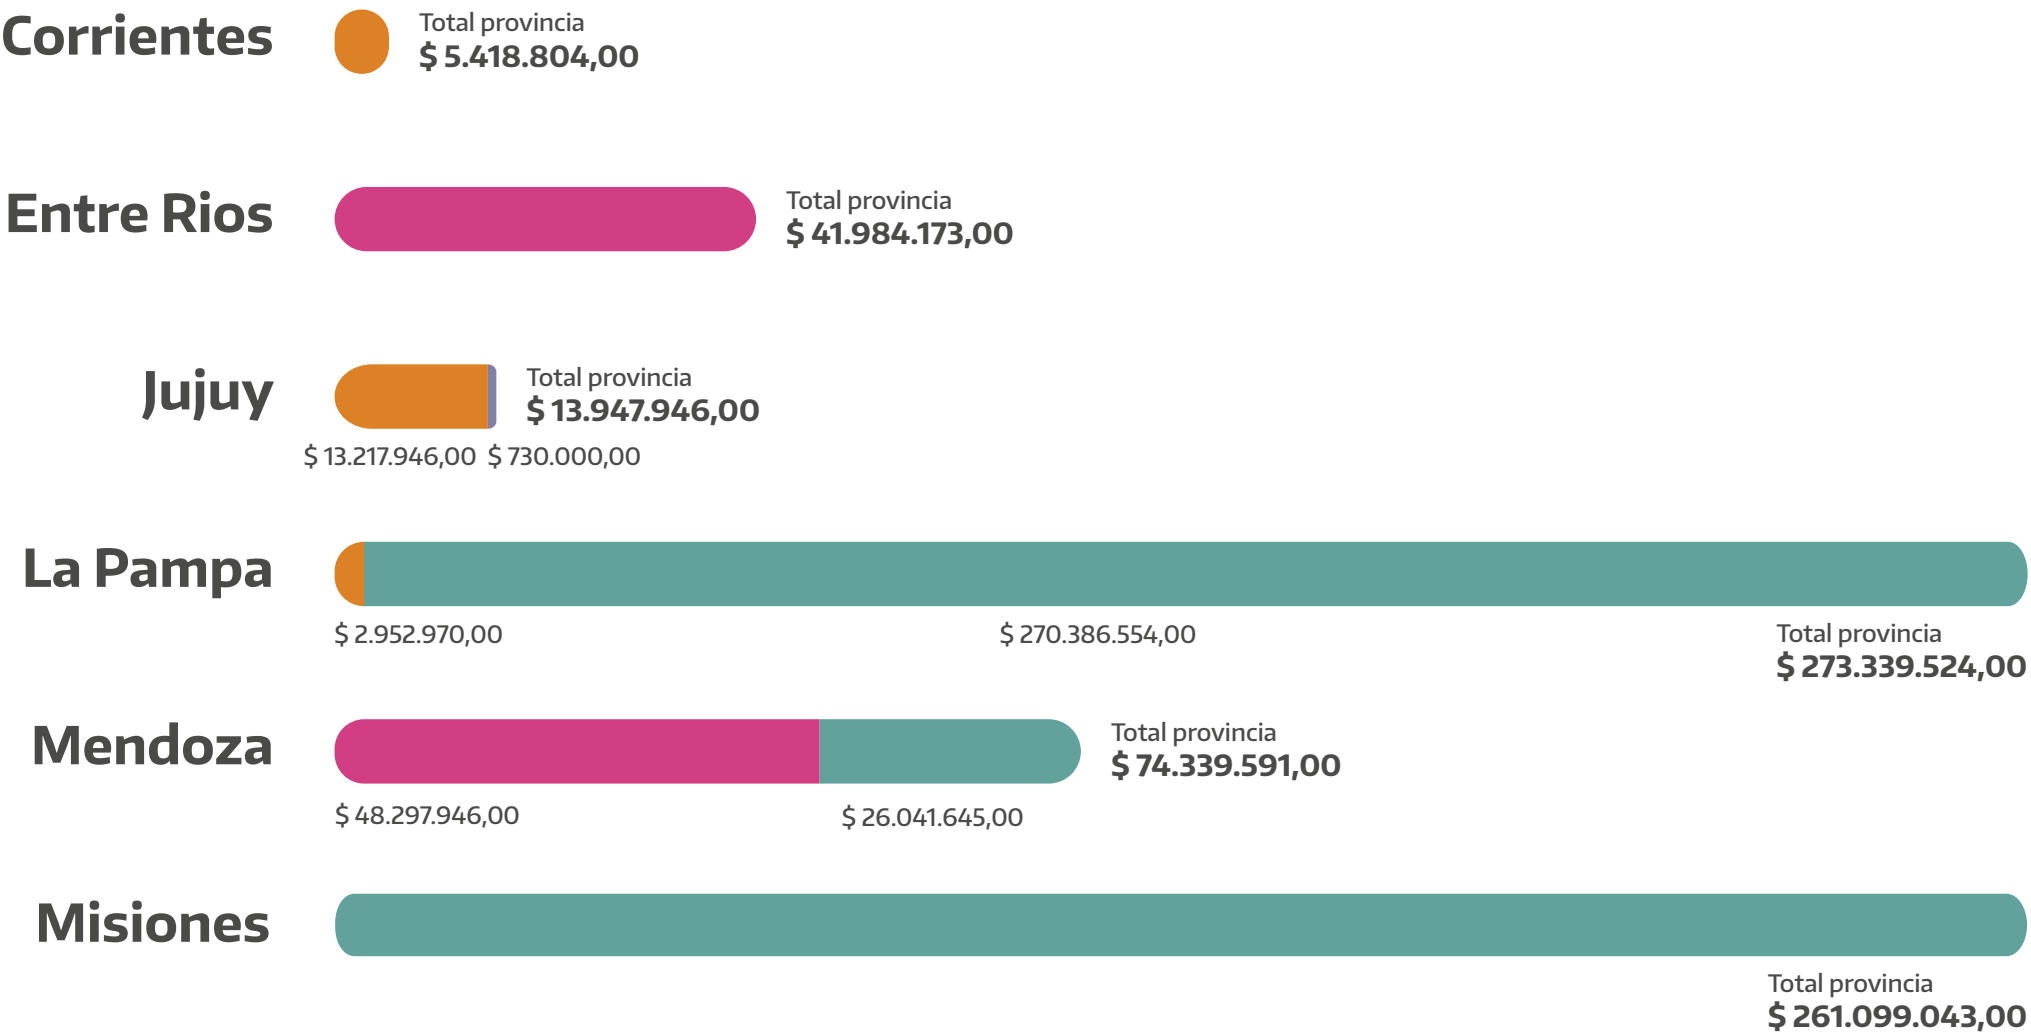 Corrientes
Total provincia
$ 5.418.804,00
Entre Rios
Total provincia
$ 41.984.173,00
Jujuy
Total provincia
$ 13.947.946,00
$ 13.217.946,00
$ 730.000,00
La Pampa
$ 2.952.970,00
$ 270.386.554,00
Total provincia
$ 273.339.524,00
Mendoza
Total provincia
$ 74.339.591,00
$ 48.297.946,00
$ 26.041.645,00
Misiones
Total provincia
$ 261.099.043,00